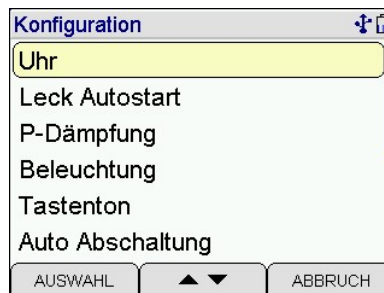 Konfiguration
Uhr
Leck Autostart
P-Dämpfung
Beleuchtung
Tastenton
Auto Abschaltung
AUSWAHL ▲ ▼ ABBRUCH